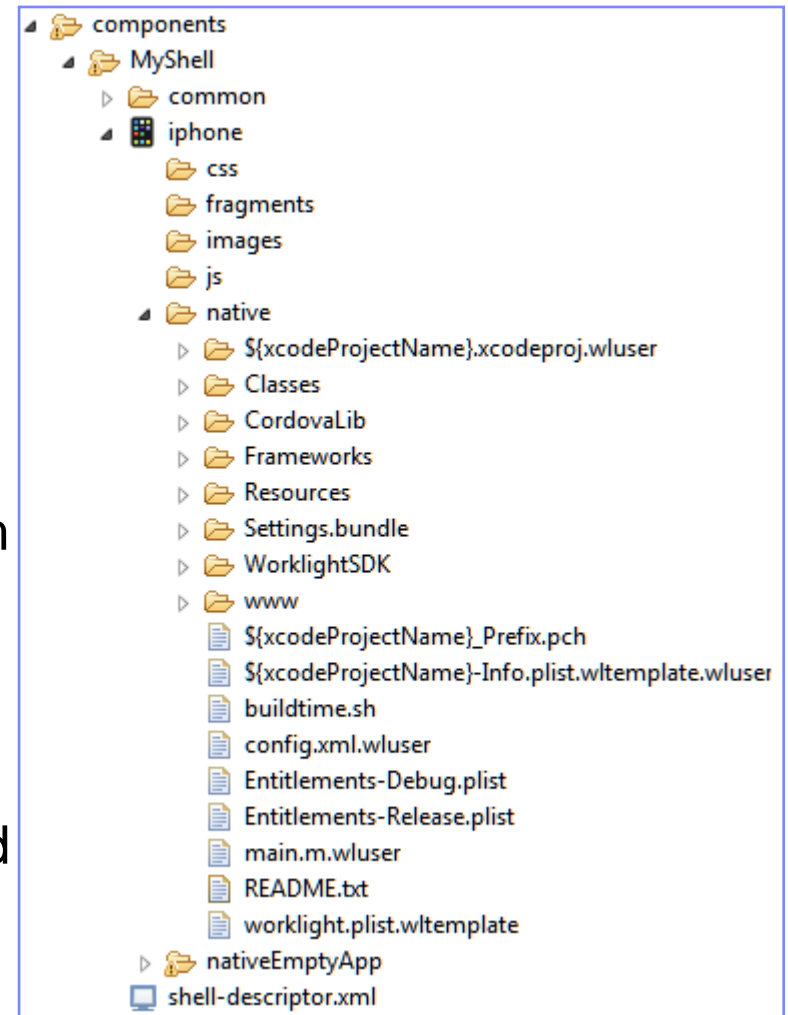 components
MyShell
common
iphone
css
fragments
images
js
native
${xcodeProjectName}.xcodeproj.wluser
Classes
CordovaLib
Frameworks
Resources
Settings.bundle
WorklightSDK
www
${xcodeProjectName}_Prefix.pch
${xcodeProjectName}-Info.plist.wltemplate.wluser
buildtime.sh
config.xml.wluser
Entitlements-Debug.plist
Entitlements-Release.plist
main.m.wluser
README.txt
worklight.plist.wltemplate
nativeEmptyApp
shell-descriptor.xml